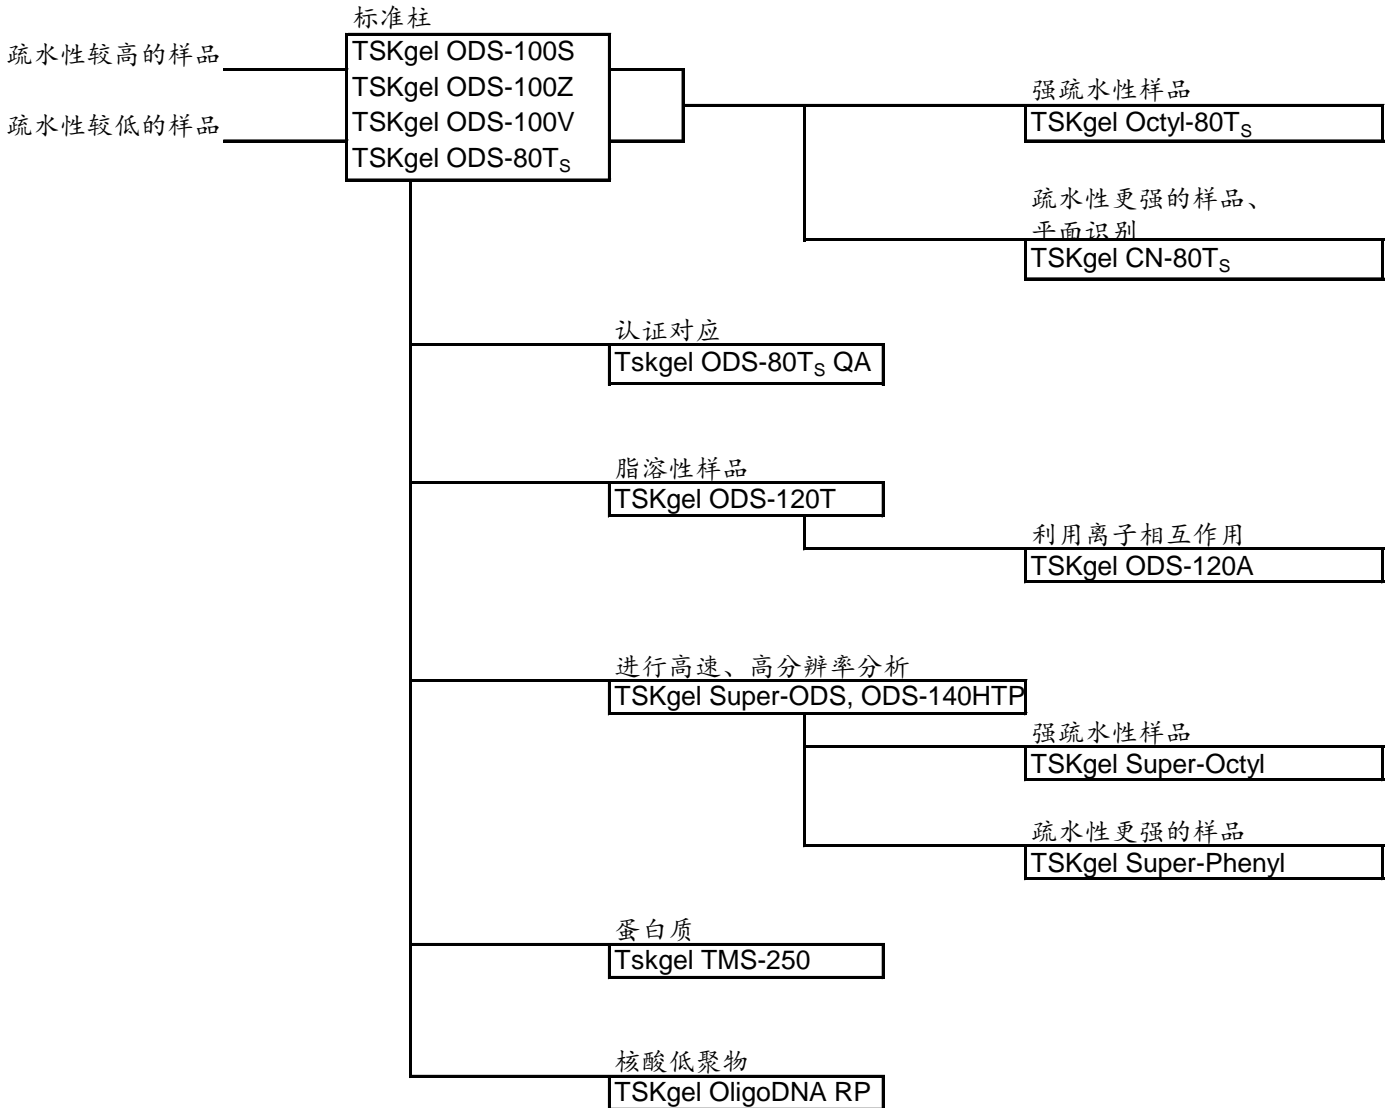 标准柱
疏水性较高的样品
疏水性较低的样品
TSKgel ODS-100S
TSKgel ODS-100Z
TSKgel ODS-100V
TSKgel ODS-80Ts
强疏水性样品
TSKgel Octyl-80Ts
疏水性更强的样品、
平面识别
TSKgel CN-80Ts
认证对应
Tskgel ODS-80Ts QA
脂溶性样品
TSKgel ODS-120T
利用离子相互作用
TSKgel ODS-120A
进行高速、高分辨率分析
TSKgel Super-ODS, ODS-140HTP
强疏水性样品
TSKgel Super-Octyl
疏水性更强的样品
TSKgel Super-Phenyl
蛋白质
Tskgel TMS-250
核酸低聚物
TSKgel OligoDNA RP